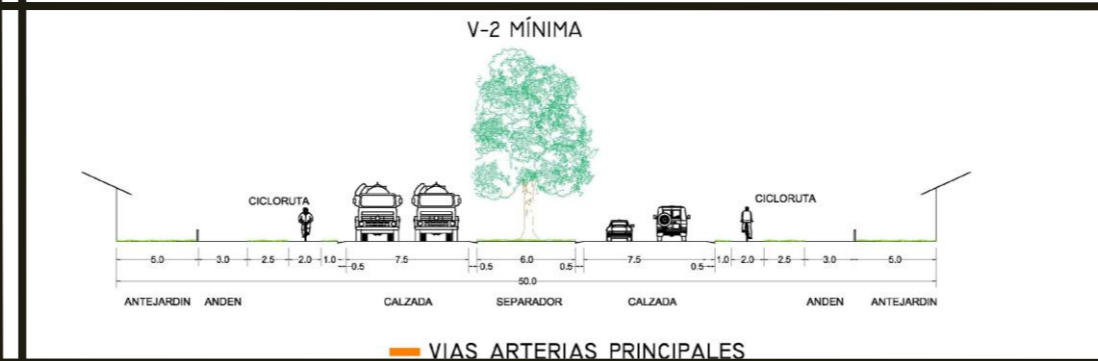 V-2 MÍNIMA
CICLORUTA
CICLORUTA
5.0 3.0 2.5 2.0 1.0 0.5 7.5 0.5 6.0 0.5 7.5 0.5 1.0 2.0 2.5 3.0 5.0
50.0
ANTEJARDIN ANDEN CALZADA SEPARADOR CALZADA ANDEN ANTEJARDIN
VIAS ARTERIAS PRINCIPALES